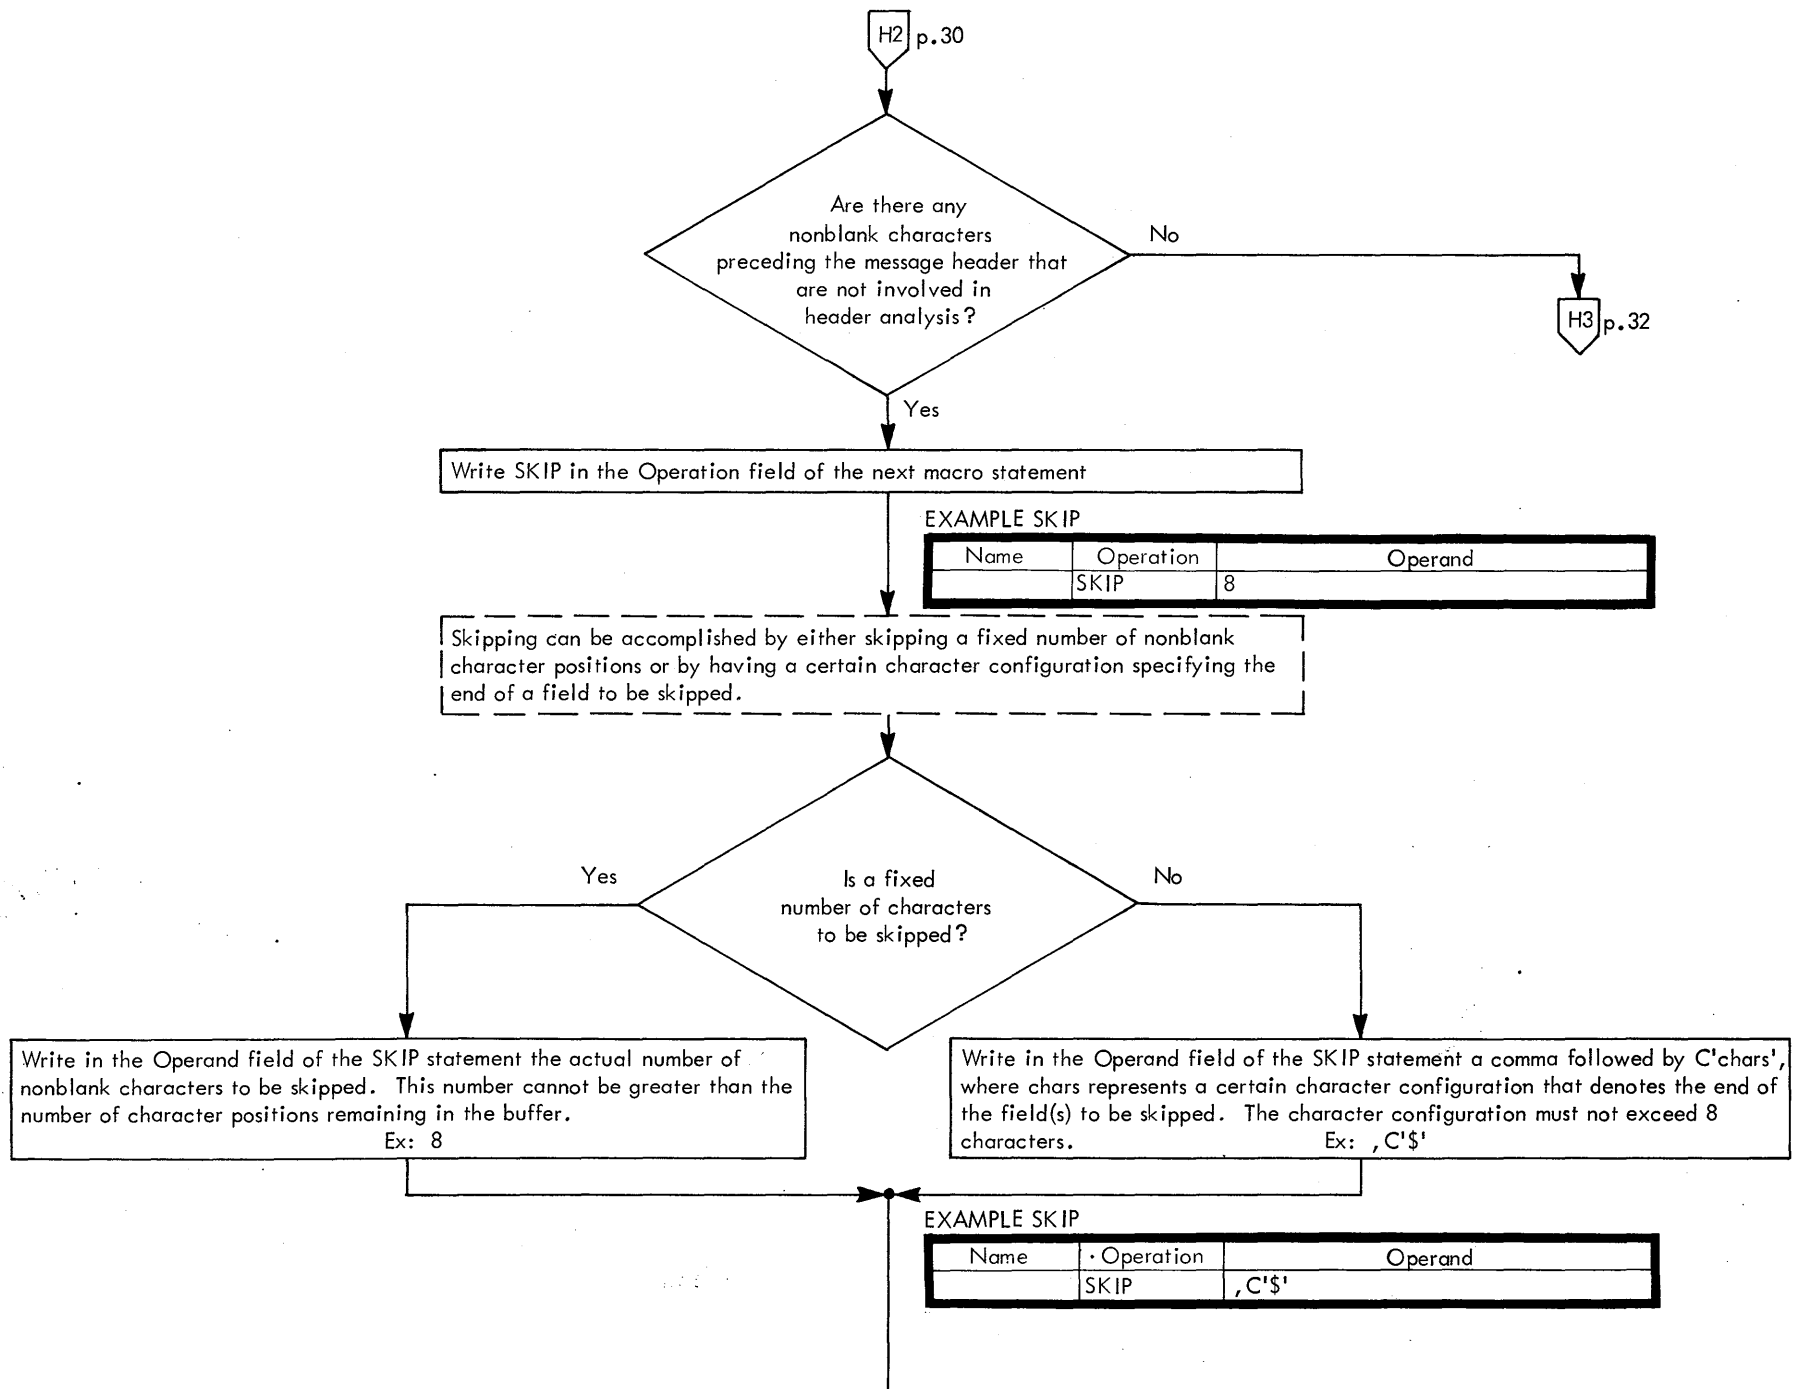 H2 p.30
Are there any
nonblank characters
preceding the message header that
are not involved in
header analysis?
No
H3 p.32
Yes
Write SKIP in the Operation field of the next macro statement
EXAMPLE SKIP
Name Operation Operand
SKIP 8
Skipping can be accomplished by either skipping a fixed number of nonblank
character positions or by having a certain character configuration specifying the
end of a field to be skipped.
Yes
No
Is a fixed
number of characters
to be skipped?
Write in the Operand field of the SKIP statement the actual number of
nonblank characters to be skipped. This number cannot be greater than the
number of character positions remaining in the buffer.
Ex: 8
Write in the Operand field of the SKIP statement a comma followed by C'chars',
where chars represents a certain character configuration that denotes the end of
the field(s) to be skipped. The character configuration must not exceed 8
characters. Ex: ,C'$'
EXAMPLE SKIP
Name Operation Operand
SKIP ,C'$'